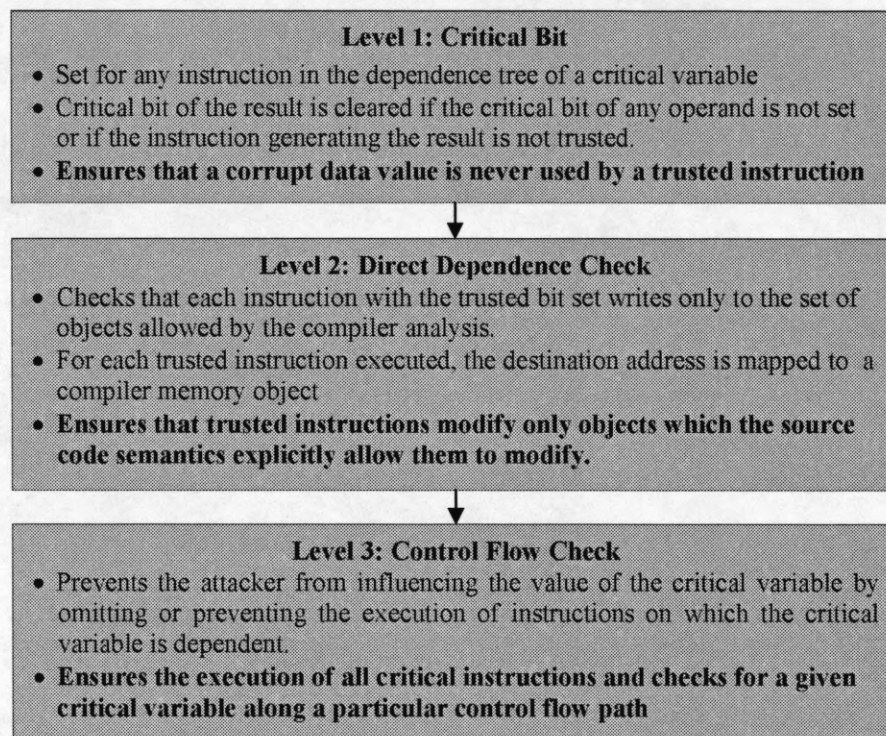 Level 1: Critical Bit
• Set for any instruction in the dependence tree of a critical variable
• Critical bit of the result is cleared if the critical bit of any operand is not set
or if the instruction generating the result is not trusted.
• Ensures that a corrupt data value is never used by a trusted instruction
Level 2: Direct Dependence Check
• Checks that each instruction with the trusted bit set writes only to the set of
objects allowed by the compiler analysis.
• For each trusted instruction executed, the destination address is mapped to a
compiler memory object
• Ensures that trusted instructions modify only objects which the source
code semantics explicitly allow them to modify.
Level 3: Control Flow Check
• Prevents the attacker from influencing the value of the critical variable by
omitting or preventing the execution of instructions on which the critical
variable is dependent.
• Ensures the execution of all critical instructions and checks for a given
critical variable along a particular control flow path